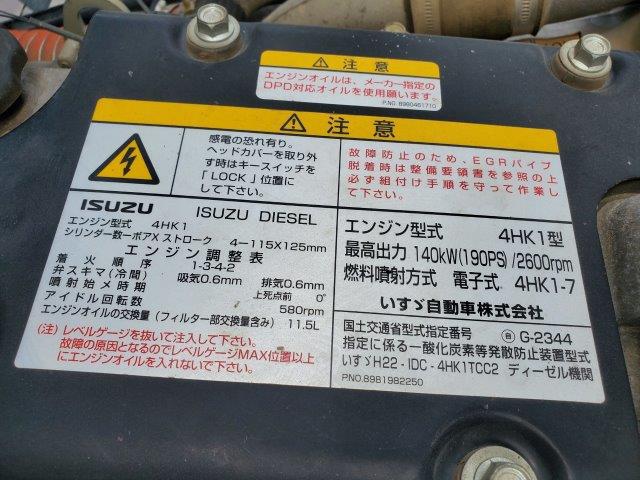 注意
エンジンオイルは、メーカー指定の
DPD対応オイルを使用願います。
P.NO. 8980461710
注意
感電の恐れ有り。
ヘッドカバーを取り外
す時はキースイッチを
「LOCK」位置に
して下さい。
故障防止のため、EGRパイプ
脱着時は整備要領書を参照の上
必ず組付け手順を守って作業し
て下さい。
ISUZU ISUZU DIESEL
エンジン型式 4HK1
シリンダー数ーボアXストローク 4-115X125mm
エンジン調整表
着火順序 1-3-4-2
弁スキマ(冷間) 吸気0.6mm 排気0.6mm
噴射始メ時期 上死点前 0°
アイドル回転数 580rpm
エンジンオイルの交換量(フィルター部交換量含み) 11.5L
(注)レベルゲージを抜いて注入して下さい。
故障の原因となるのでレベルゲージMAX位置以上
にエンジンオイルを入れないで下さい。
エンジン型式 4HK1型
最高出力 140kW(190PS)/2600rpm
燃料噴射方式 電子式 4HK1-7
いすゞ自動車株式会社
国土交通省型式指定番号 G-2344
指定に係る一酸化炭素等発散防止装置型式
いすゞH22-IDC-4HK1TCC2 ディーゼル機関
P.NO.8981982250